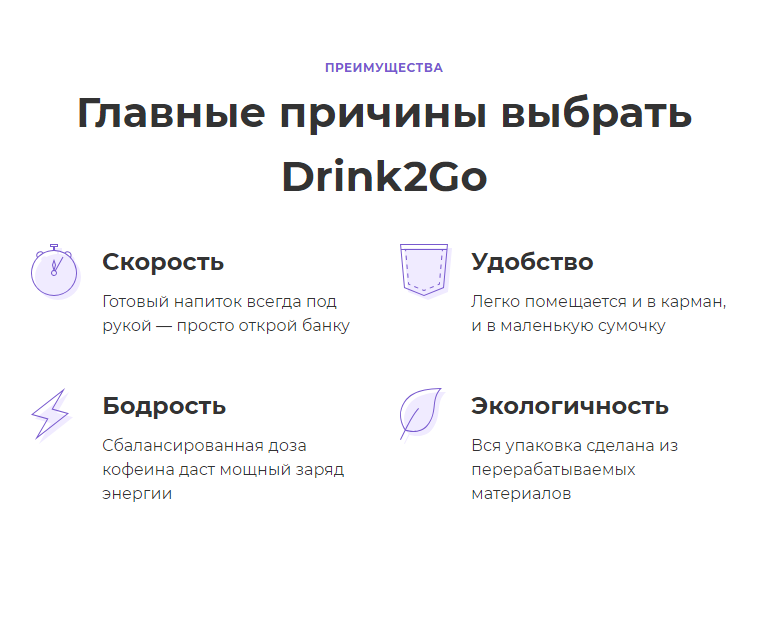 ПРЕИМУЩЕСТВА
Главные причины выбрать
Drink2Go
Скорость
Готовый напиток всегда под
рукой — просто открой банку
Удобство
Легко помещается и в карман,
и в маленькую сумочку
Бодрость
Сбалансированная доза
кофеина даст мощный заряд
энергии
Экологичность
Вся упаковка сделана из
перерабатываемых
материалов